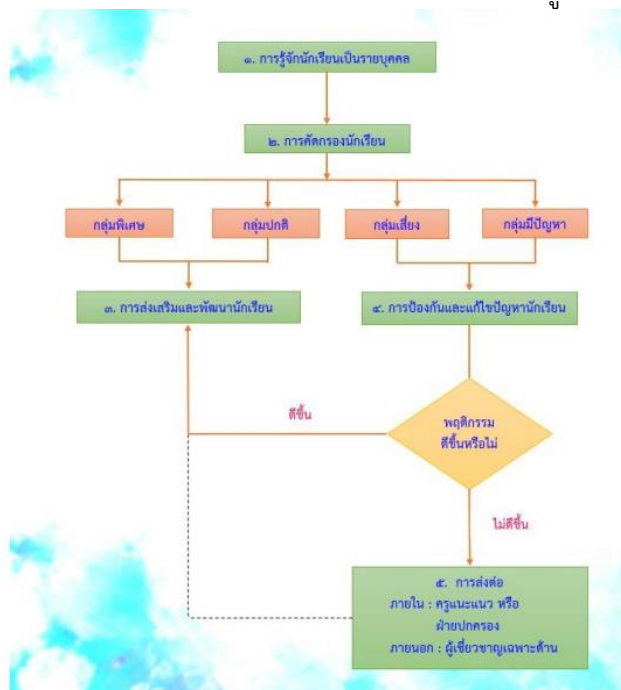 ๑. การรู้จักนักเรียนเป็นรายบุคคล
๒. การคัดกรองนักเรียน
กลุ่มพิเศษ
กลุ่มปกติ
กลุ่มเสี่ยง
กลุ่มมีปัญหา
๓. การส่งเสริมและพัฒนานักเรียน
๔. การป้องกันและแก้ไขปัญหานักเรียน
ดีขึ้น
พฤติกรรม
ดีขึ้นหรือไม่
ไม่ดีขึ้น
๕. การส่งต่อ
ภายใน : ครูแนะแนว หรือ
ฝ่ายปกครอง
ภายนอก : ผู้เชี่ยวชาญเฉพาะด้าน